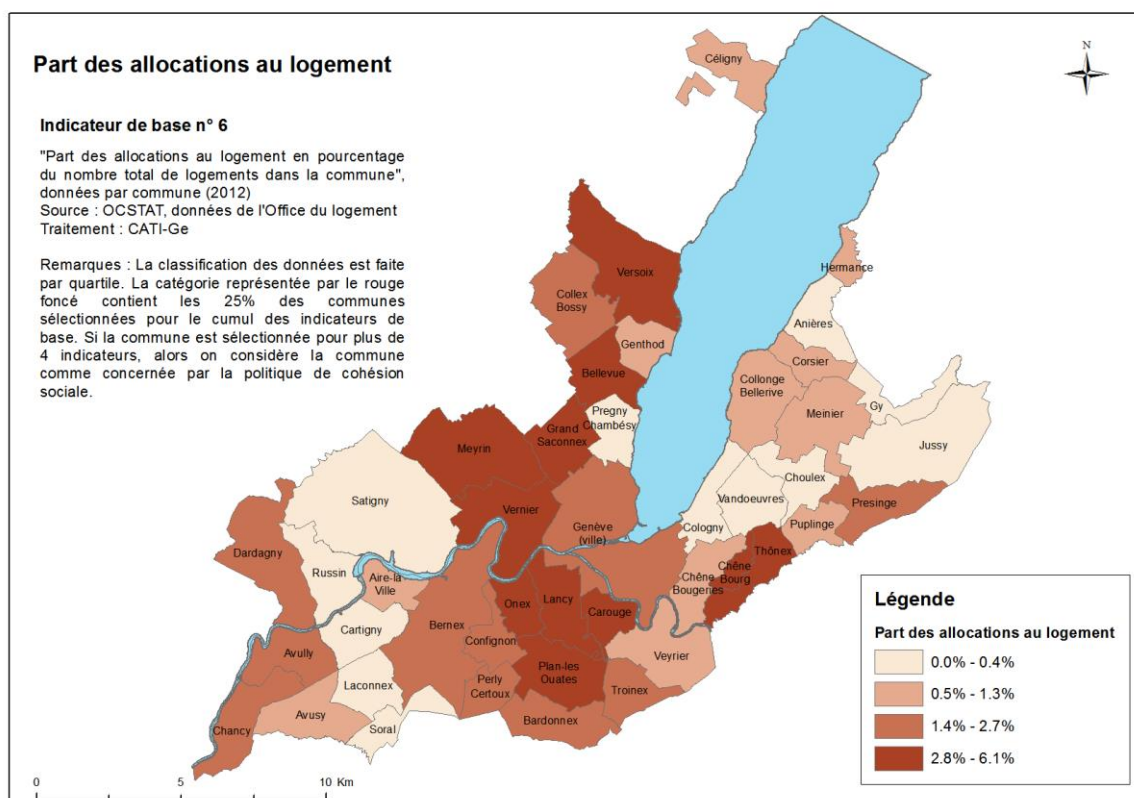 Part des allocations au logement
Indicateur de base n° 6
"Part des allocations au logement en pourcentage
du nombre total de logements dans la commune",
données par commune (2012)
Source : OCSTAT, données de l'Office du logement
Traitement : CATI-Ge
Remarques : La classification des données est faite
par quartile. La catégorie représentée par le rouge
foncé contient les 25% des communes
sélectionnées pour le cumul des indicateurs de
base. Si la commune est sélectionnée pour plus de
4 indicateurs, alors on considère la commune
comme concernée par la politique de cohésion
sociale.
N
Céligny
Versoix
Hermance
Collex
Bossy
Anières
Genthod
Corsier
Bellevue
Collonge
Bellerive
Gy
Pregny
Chambésy
Meinier
Grand
Saconnex
Jussy
Meyrin
Choulex
Satigny
Vandoeuvres
Presinge
Vernier
Genève
(ville)
Cologny
Puplinge
Dardagny
Thônex
Russin
Aire-la
Ville
Chêne
Bourg
Chêne
Bougeries
Onex
Lancy
Carouge
Bernex
Cartigny
Confignon
Avully
Veyrier
Plan-les
Ouates
Laconnex
Perly
Certoux
Troinex
Avusy
Bardonnex
Chancy
Soral
Légende
Part des allocations au logement
0.0% - 0.4%
0.5% - 1.3%
1.4% - 2.7%
2.8% - 6.1%
0 5 10 Km